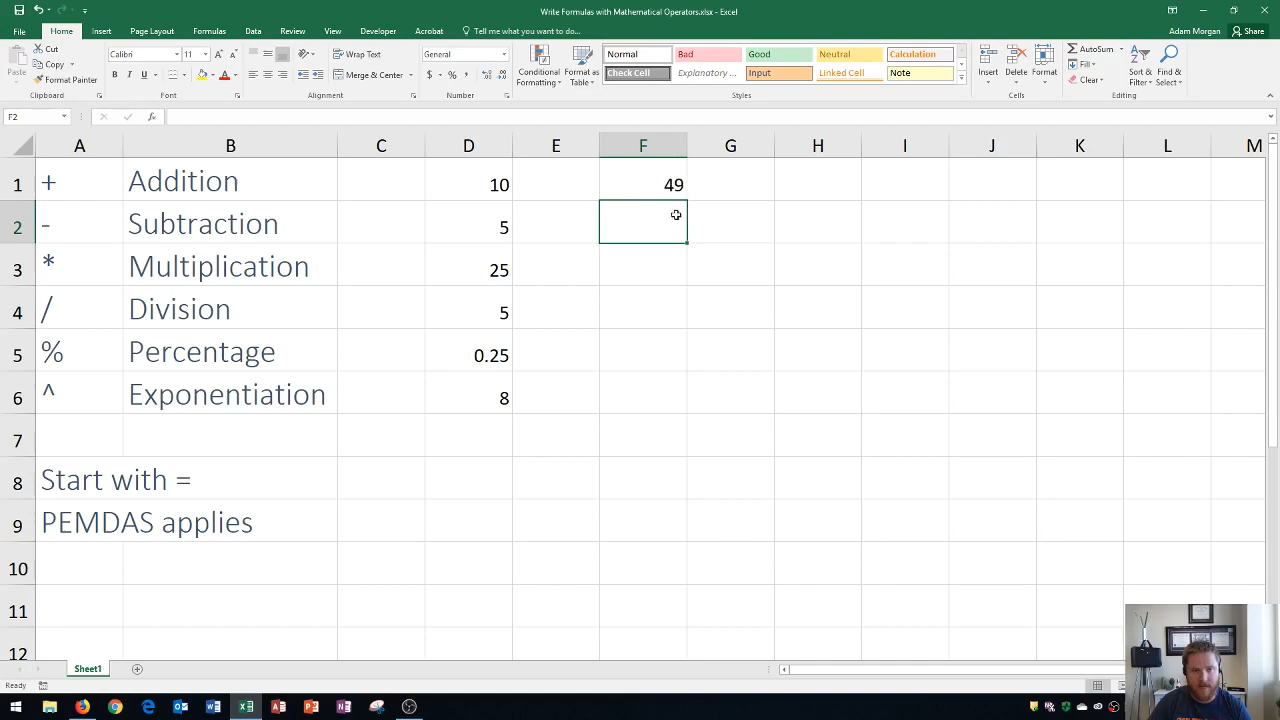 Write Formulas with Mathematical Operators.xlsx - Excel
Adam Morgan
Share
File Home Insert Page Layout Formulas Data Review View Developer Acrobat Tell me what you want to do...
Paste
Cut
Copy
Format Painter
Clipboard
Calibri 11
B I U
Font
Wrap Text
Merge & Center
Alignment
General
$ % ,
Number
Conditional Formatting
Format as Table
Normal Bad Good Neutral Calculation
Check Cell Explanatory ... Input Linked Cell Note
Styles
Insert Delete Format
Cells
AutoSum
Fill
Clear
Sort & Filter
Find & Select
Editing
F2
fx
A B C D E F G H I J K L M
1 + Addition 10 49
2 - Subtraction 5
3 * Multiplication 25
4 / Division 5
5 % Percentage 0.25
6 ^ Exponentiation 8
7
8 Start with =
9 PEMDAS applies
10
11
12
Sheet1
Ready